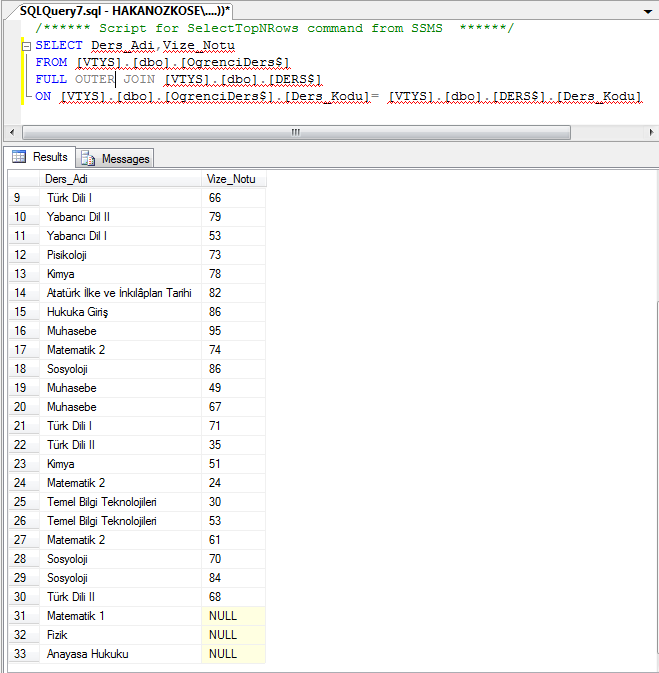 SQLQuery7.sql - HAKANOZKOSE\....))*
/****** Script for SelectTopNRows command from SSMS  ******/
SELECT Ders_Adi,Vize_Notu
FROM [VTYS].[dbo].[OgrenciDers$]
FULL OUTER JOIN [VTYS].[dbo].[DERS$]
ON [VTYS].[dbo].[OgrenciDers$].[Ders_Kodu]= [VTYS].[dbo].[DERS$].[Ders_Kodu]
Results Messages
Ders_Adi Vize_Notu
9 Türk Dili I 66
10 Yabancı Dil II 79
11 Yabancı Dil I 53
12 Pisikoloji 73
13 Kimya 78
14 Atatürk İlke ve İnkılâpları Tarihi 82
15 Hukuka Giriş 86
16 Muhasebe 95
17 Matematik 2 74
18 Sosyoloji 86
19 Muhasebe 49
20 Muhasebe 67
21 Türk Dili I 71
22 Türk Dili II 35
23 Kimya 51
24 Matematik 2 24
25 Temel Bilgi Teknolojileri 30
26 Temel Bilgi Teknolojileri 53
27 Matematik 2 61
28 Sosyoloji 70
29 Sosyoloji 84
30 Türk Dili II 68
31 Matematik 1 NULL
32 Fizik NULL
33 Anayasa Hukuku NULL